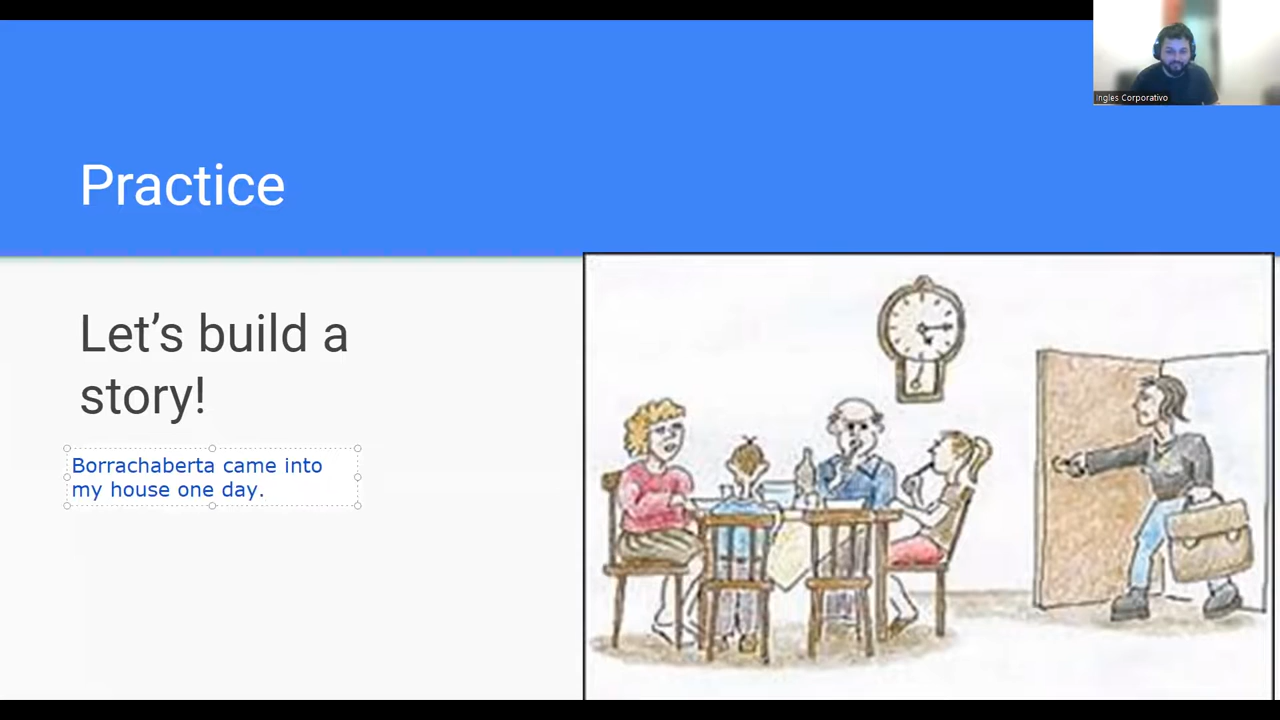 Ingles Corporativo
Practice
Let’s build a
story!
Borrachaberta came into
my house one day.